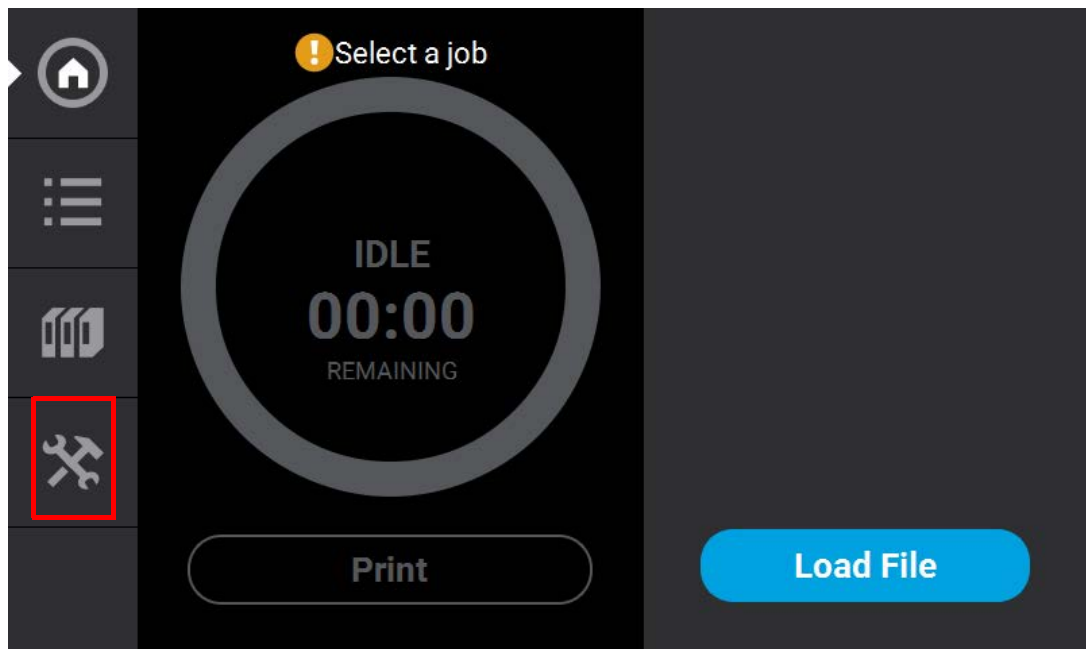 Select a job
IDLE
00:00
REMAINING
Print
Load File